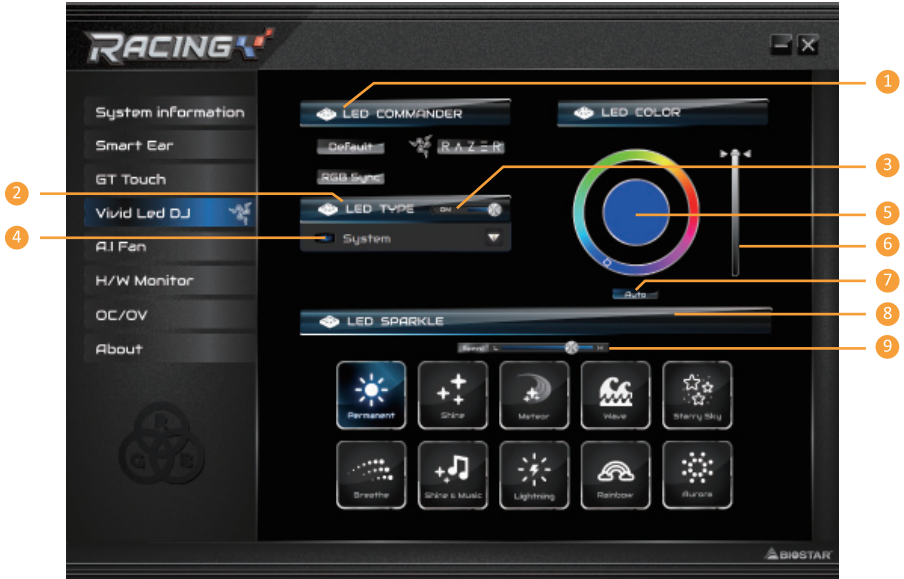 RACING
System information
Smart Ear
GT Touch
Vivid Led DJ
A.I Fan
H/W Monitor
OC/OV
About
R
G
B
LED COMMANDER
Default
RAZER
RGB Sync
LED TYPE
ON
System
LED COLOR
Auto
LED SPARKLE
Speed L
H
Permanent
Shine
Meteor
Wave
Starry Sky
Breathe
Shine & Music
Lightning
Rainbow
Aurora
BIOSTAR
1
2
3
4
5
6
7
8
9